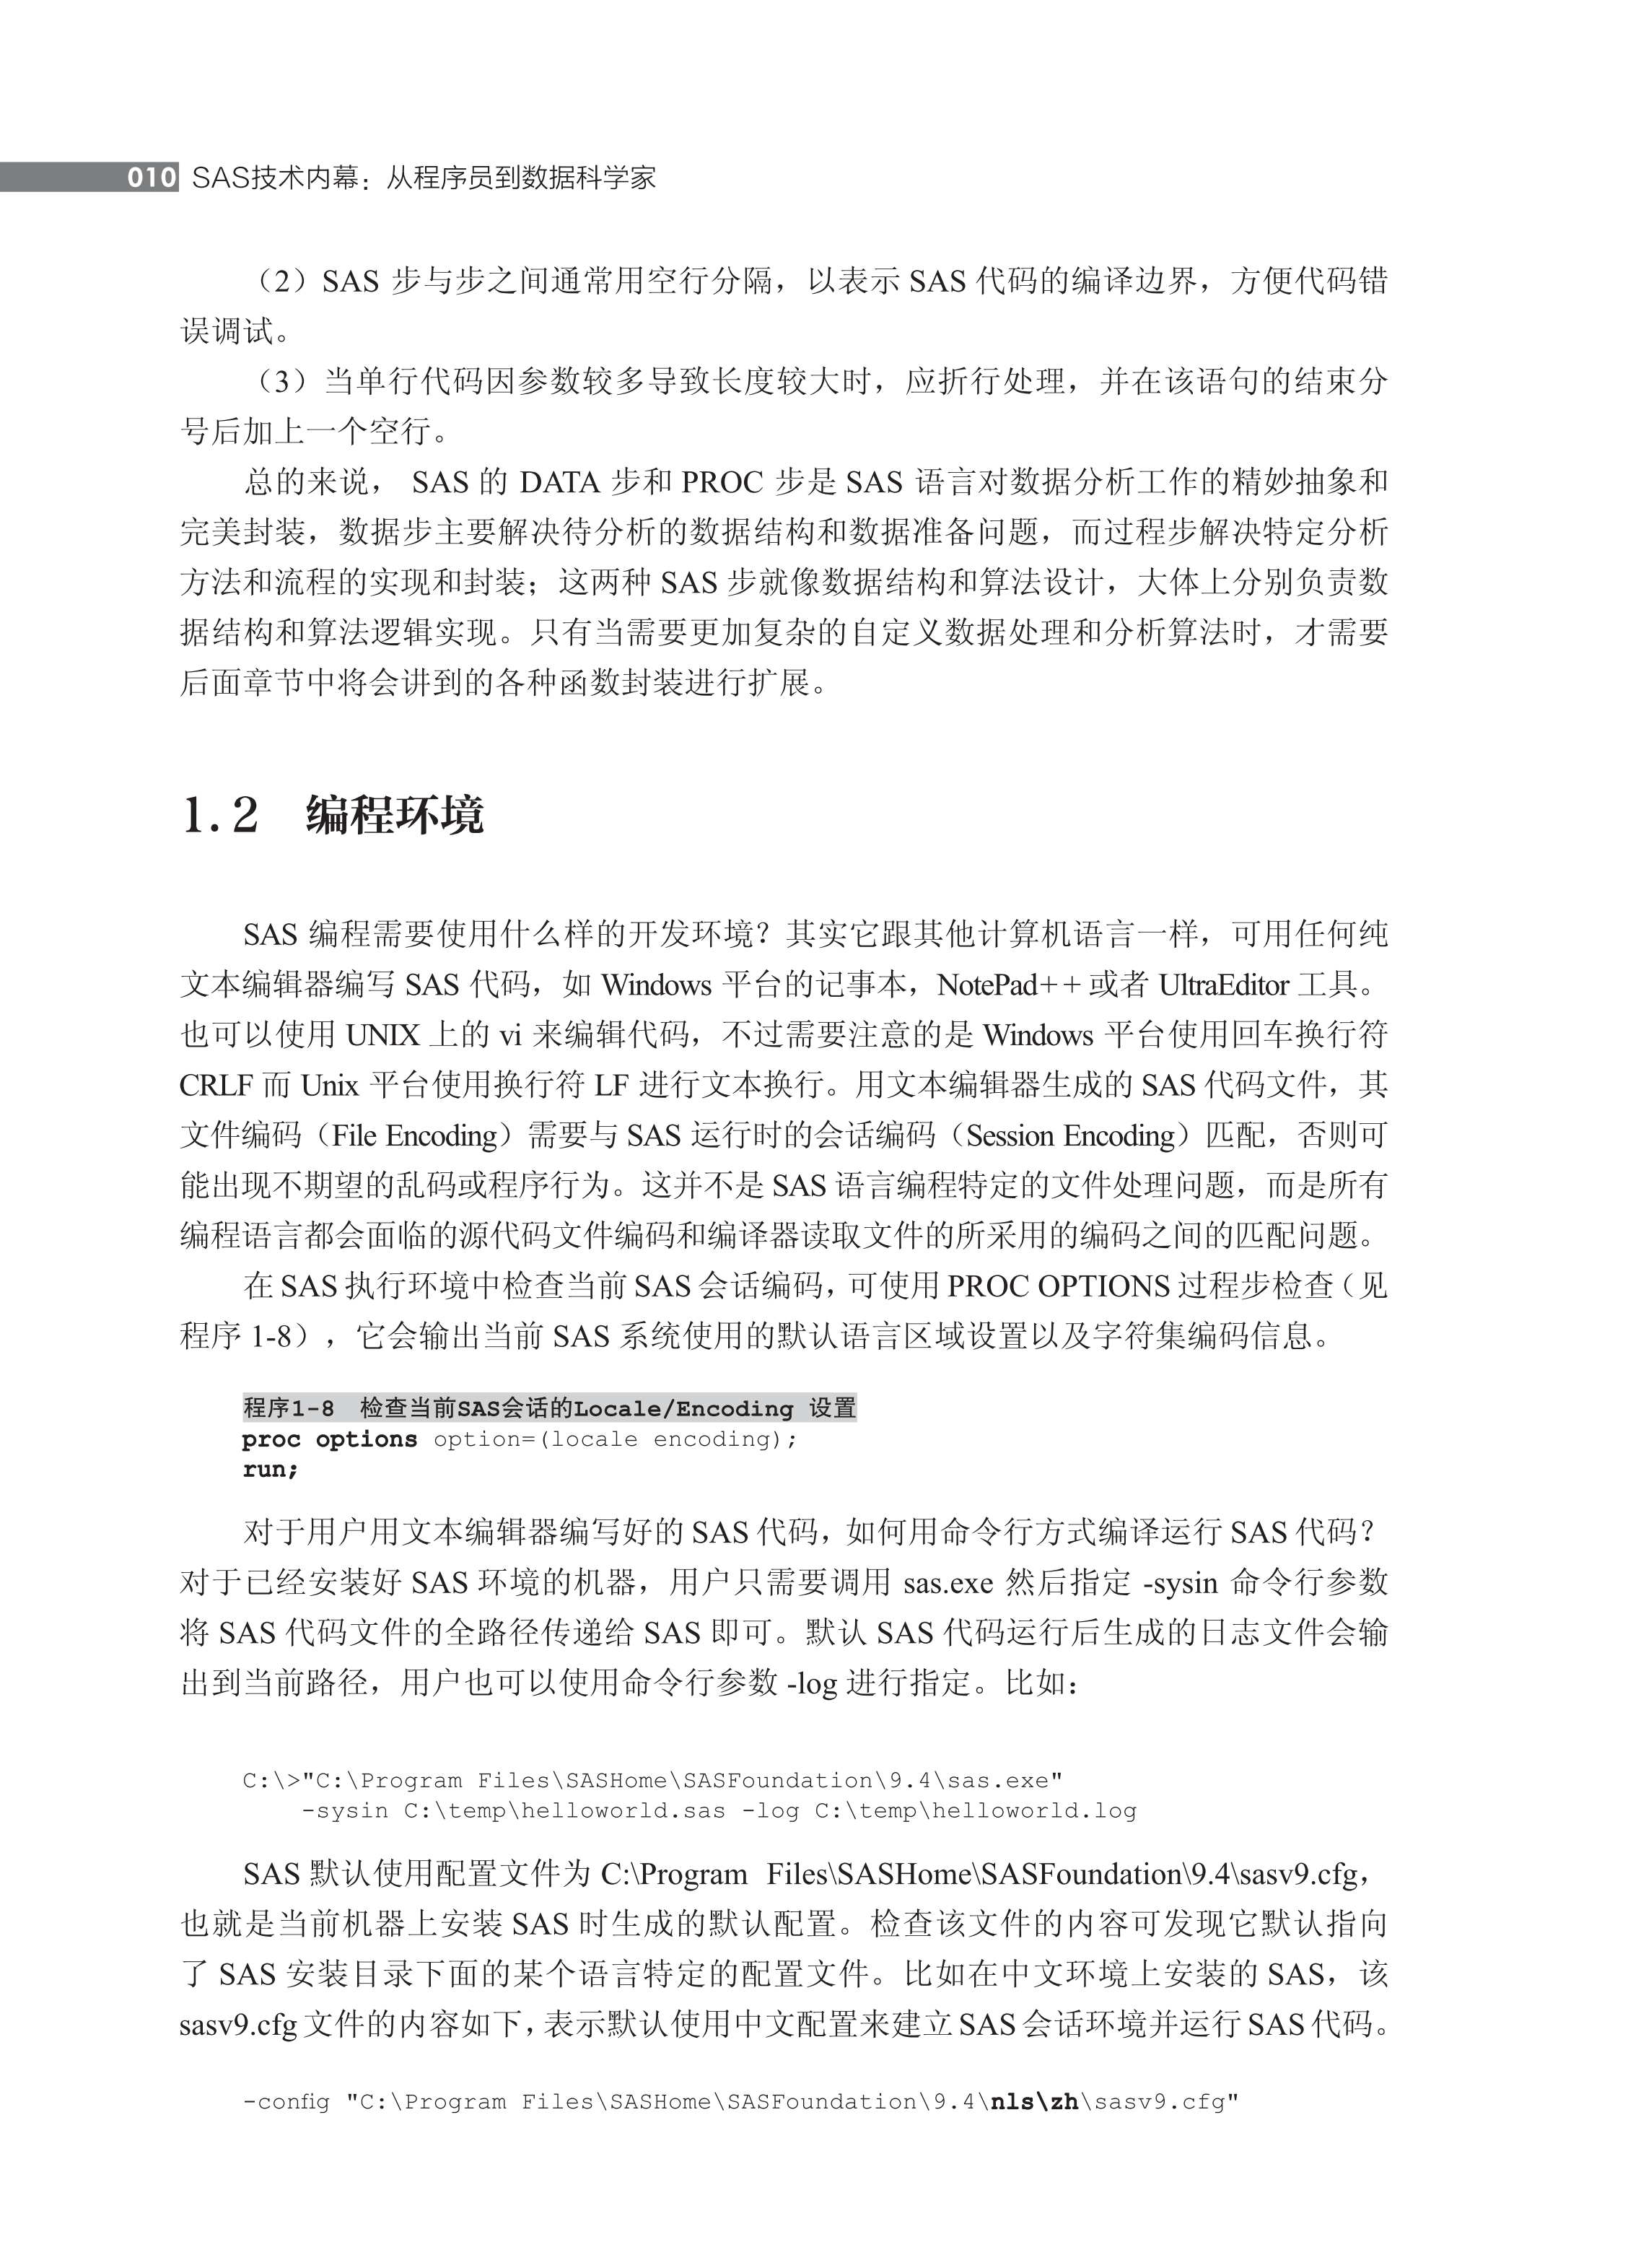 010 SAS技术内幕：从程序员到数据科学家
（2）SAS 步与步之间通常用空行分隔，以表示 SAS 代码的编译边界，方便代码错
误调试。
（3）当单行代码因参数较多导致长度较大时，应折行处理，并在该语句的结束分
号后加上一个空行。
总的来说， SAS 的 DATA 步和 PROC 步是 SAS 语言对数据分析工作的精妙抽象和
完美封装，数据步主要解决待分析的数据结构和数据准备问题，而过程步解决特定分析
方法和流程的实现和封装；这两种 SAS 步就像数据结构和算法设计，大体上分别负责数
据结构和算法逻辑实现。只有当需要更加复杂的自定义数据处理和分析算法时，才需要
后面章节中将会讲到的各种函数封装进行扩展。
1.2 编程环境
SAS 编程需要使用什么样的开发环境？其实它跟其他计算机语言一样，可用任何纯
文本编辑器编写 SAS 代码，如 Windows 平台的记事本，NotePad++ 或者 UltraEditor 工具。
也可以使用 UNIX 上的 vi 来编辑代码，不过需要注意的是 Windows 平台使用回车换行符
CRLF 而 Unix 平台使用换行符 LF 进行文本换行。用文本编辑器生成的 SAS 代码文件，其
文件编码（File Encoding）需要与 SAS 运行时的会话编码（Session Encoding）匹配，否则可
能出现不期望的乱码或程序行为。这并不是 SAS 语言编程特定的文件处理问题，而是所有
编程语言都会面临的源代码文件编码和编译器读取文件的所采用的编码之间的匹配问题。
在 SAS 执行环境中检查当前 SAS 会话编码，可使用 PROC OPTIONS 过程步检查（见
程序 1-8），它会输出当前 SAS 系统使用的默认语言区域设置以及字符集编码信息。
程序1-8 检查当前SAS会话的Locale/Encoding 设置
proc options option=(locale encoding);
run;
对于用户用文本编辑器编写好的 SAS 代码，如何用命令行方式编译运行 SAS 代码？
对于已经安装好 SAS 环境的机器，用户只需要调用 sas.exe 然后指定 -sysin 命令行参数
将 SAS 代码文件的全路径传递给 SAS 即可。默认 SAS 代码运行后生成的日志文件会输
出到当前路径，用户也可以使用命令行参数 -log 进行指定。比如：
C:\>"C:\Program Files\SASHome\SASFoundation\9.4\sas.exe"
-sysin C:\temp\helloworld.sas -log C:\temp\helloworld.log
SAS 默认使用配置文件为 C:\Program Files\SASHome\SASFoundation\9.4\sasv9.cfg，
也就是当前机器上安装 SAS 时生成的默认配置。检查该文件的内容可发现它默认指向
了 SAS 安装目录下面的某个语言特定的配置文件。比如在中文环境上安装的 SAS，该
sasv9.cfg 文件的内容如下，表示默认使用中文配置来建立 SAS 会话环境并运行 SAS 代码。
-config "C:\Program Files\SASHome\SASFoundation\9.4\nls\zh\sasv9.cfg"